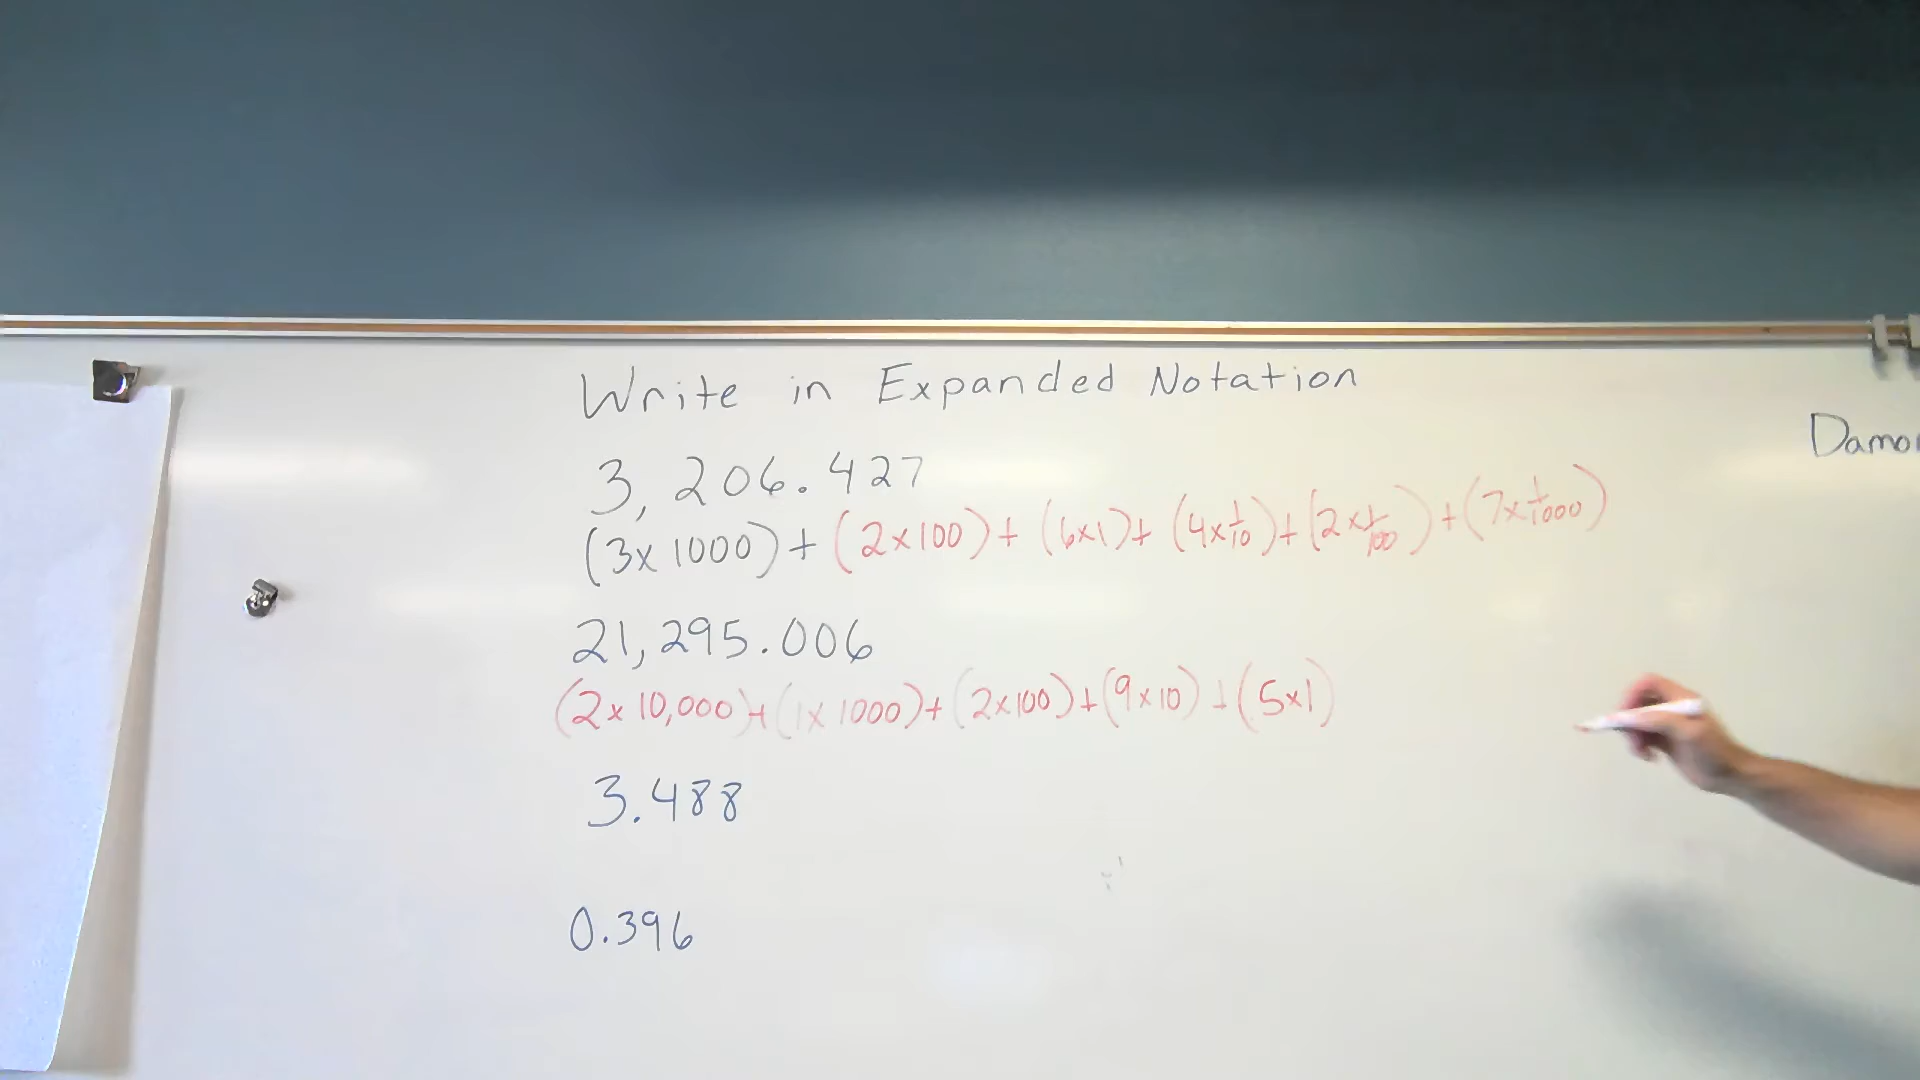 Write in Expanded Notation
3,206.427
(3x1000)+(2x100)+(6x1)+(4x1/10)+(2x1/100)+(7x1/1000)
21,295.006
(2x10,000)+(1x1000)+(2x100)+(9x10)+(5x1)
3.488
0.396